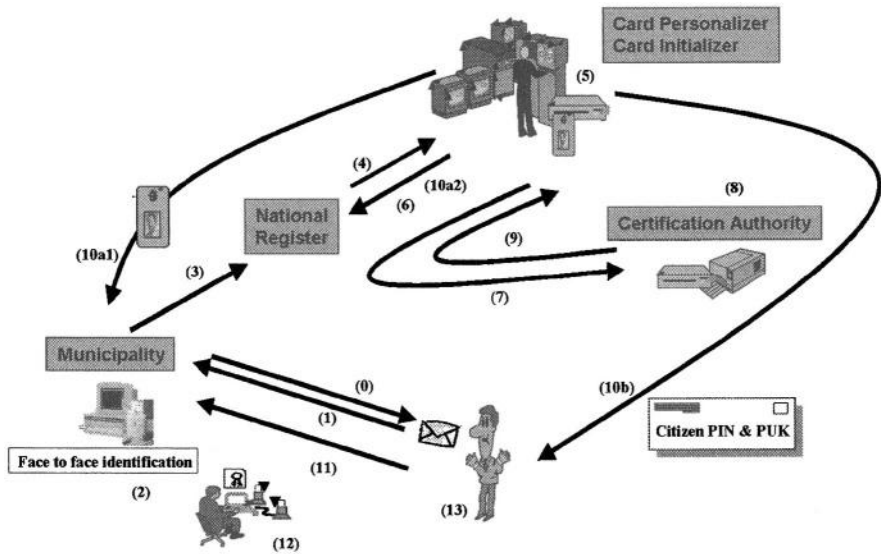 Card Personalizer
Card Initializer
(5)
(4)
(10a2)
(6)
(8)
National
Register
Certification Authority
(9)
(10a1)
(3)
(7)
Municipality
(0)
(1)
(10b)
Citizen PIN & PUK
Face to face identification
(11)
(2)
(13)
(12)